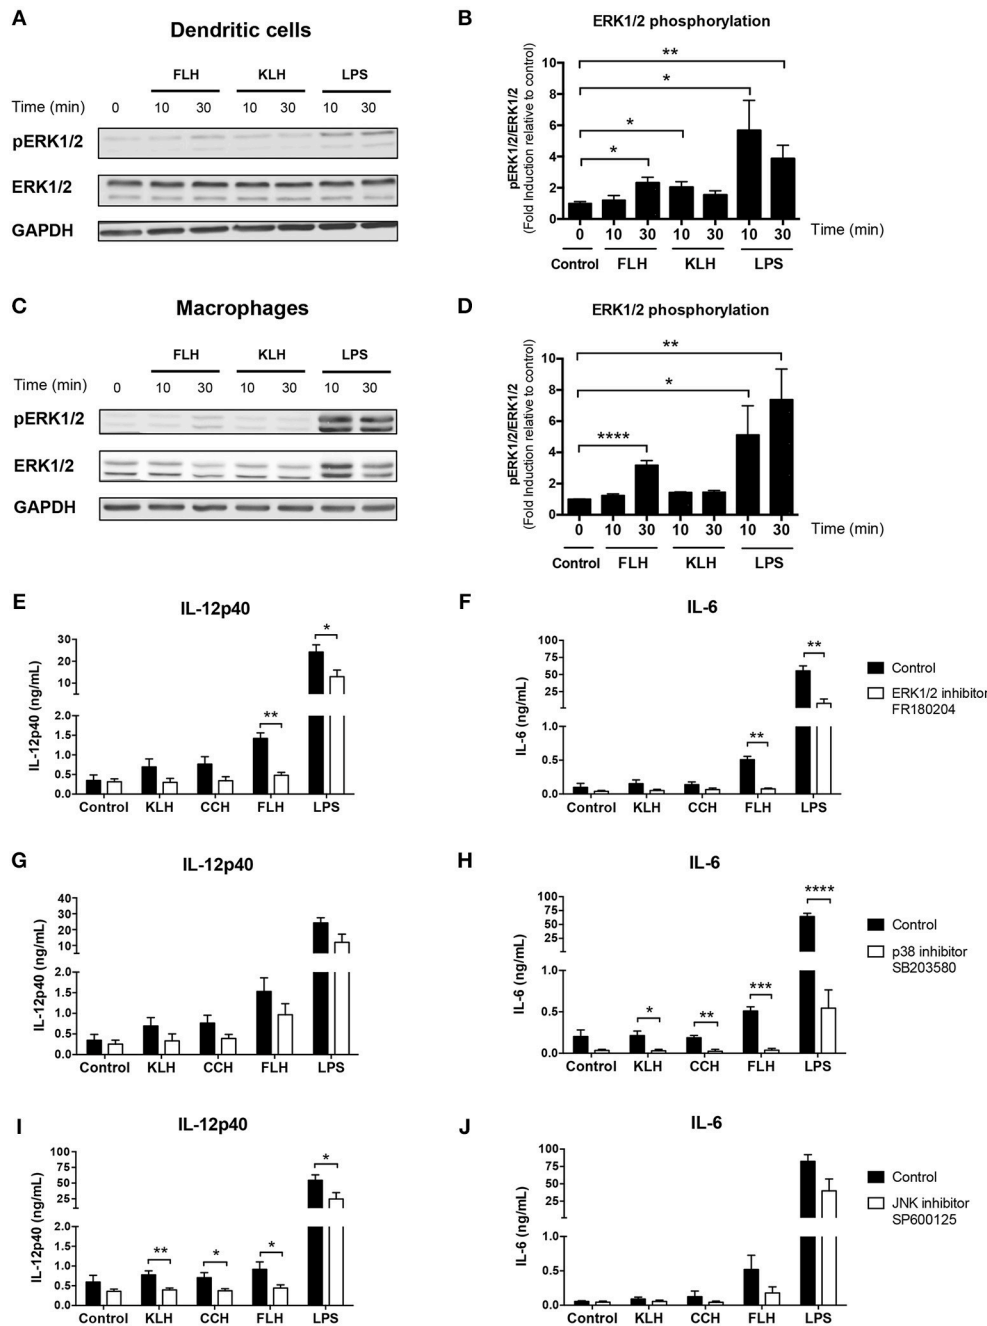 A
Dendritic cells
FLH KLH LPS
Time (min) 0 10 30 10 30 10 30
pERK1/2
ERK1/2
GAPDH
B
ERK1/2 phosphorylation
pERK1/2/ERK1/2
(Fold Induction relative to control)
10
8
6
4
2
0
** 
*
*
*
0 10 30 10 30 10 30 Time (min)
Control FLH KLH LPS
C
Macrophages
FLH KLH LPS
Time (min) 0 10 30 10 30 10 30
pERK1/2
ERK1/2
GAPDH
D
ERK1/2 phosphorylation
pERK1/2/ERK1/2
(Fold Induction relative to control)
10
8
6
4
2
0
**
*
****
0 10 30 10 30 10 30 Time (min)
Control FLH KLH LPS
E
IL-12p40
IL-12p40 (ng/mL)
30
20
10
2.0
1.5
1.0
0.5
0.0
*
**
Control KLH CCH FLH LPS
F
IL-6
IL-6 (ng/mL)
100
75
50
25
1.0
0.5
0.0
**
**
Control KLH CCH FLH LPS
Control
ERK1/2 inhibitor
FR180204
G
IL-12p40
IL-12p40 (ng/mL)
40
30
20
10
2.0
1.5
1.0
0.5
0.0
Control KLH CCH FLH LPS
H
IL-6
IL-6 (ng/mL)
100
75
50
25
1.0
0.5
0.0
* ** *** ****
Control KLH CCH FLH LPS
Control
p38 inhibitor
SB203580
I
IL-12p40
IL-12p40 (ng/mL)
100
75
50
25
2.0
1.5
1.0
0.5
0.0
** * * *
Control KLH CCH FLH LPS
J
IL-6
IL-6 (ng/mL)
100
75
50
25
1.0
0.5
0.0
Control KLH CCH FLH LPS
Control
JNK inhibitor
SP600125